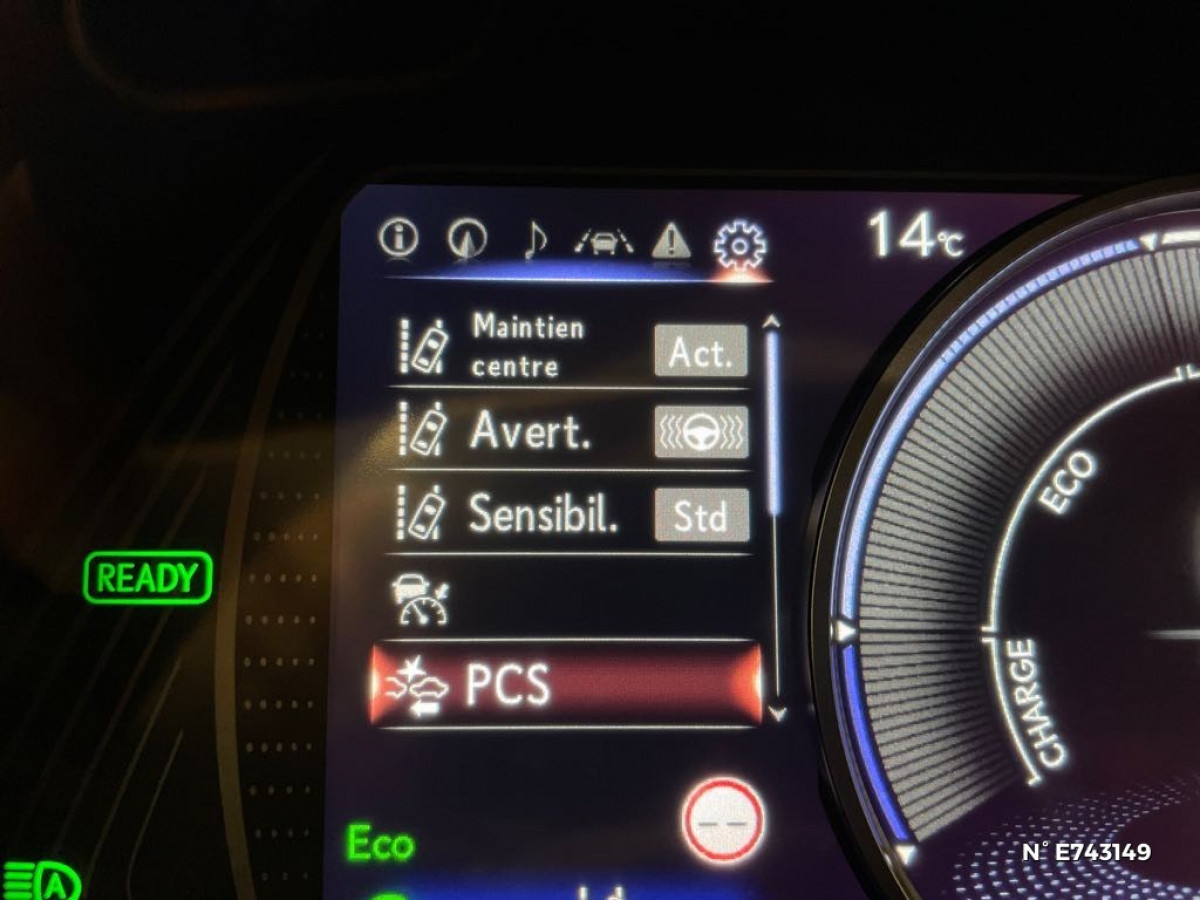 14°C
Maintien
centre
Act.
Avert.
Sensibil.
Std
ECO
READY
PCS
CHARGE
Eco
A
N° E743149